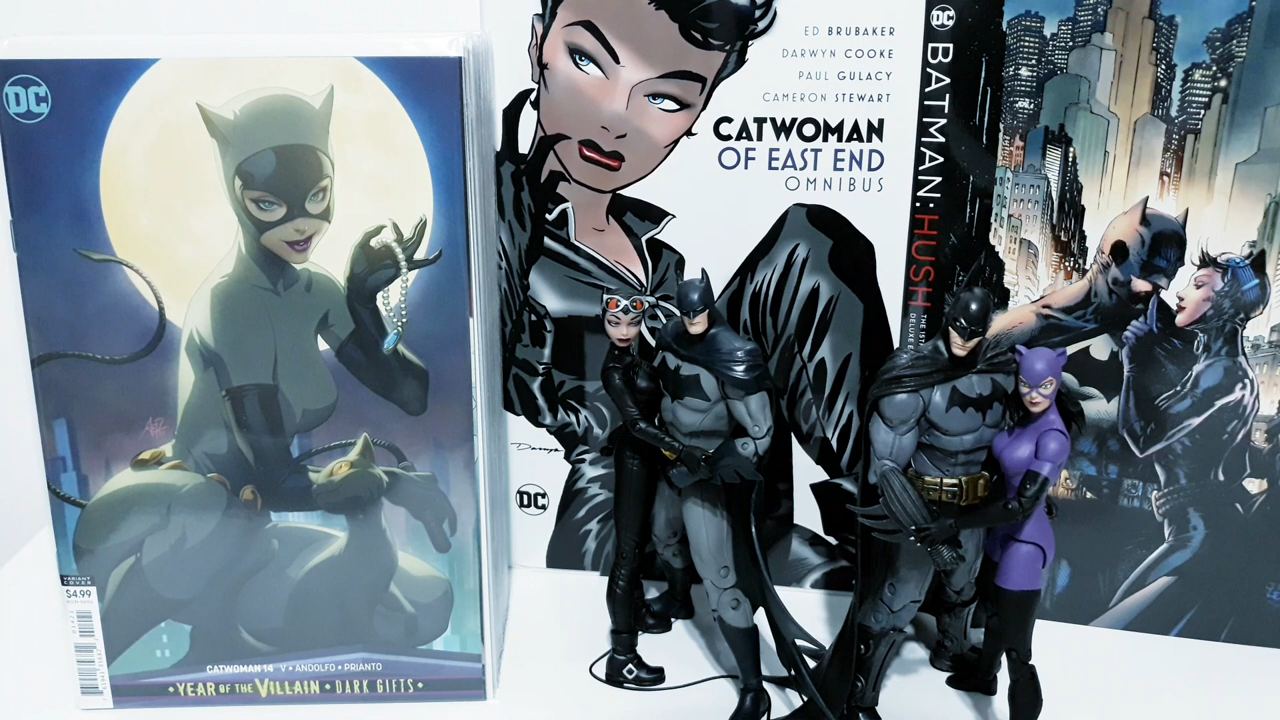 DC
VARIANT
COVER
$4.99
CATWOMAN 14 V • ANDOLFO • PRIANTO
•YEAR OF THE VILLAIN • DARK GIFTS•
ED BRUBAKER
DARWYN COOKE
PAUL GULACY
CAMERON STEWART
CATWOMAN
OF EAST END
OMNIBUS
DC
DC
BATMAN: HUSH